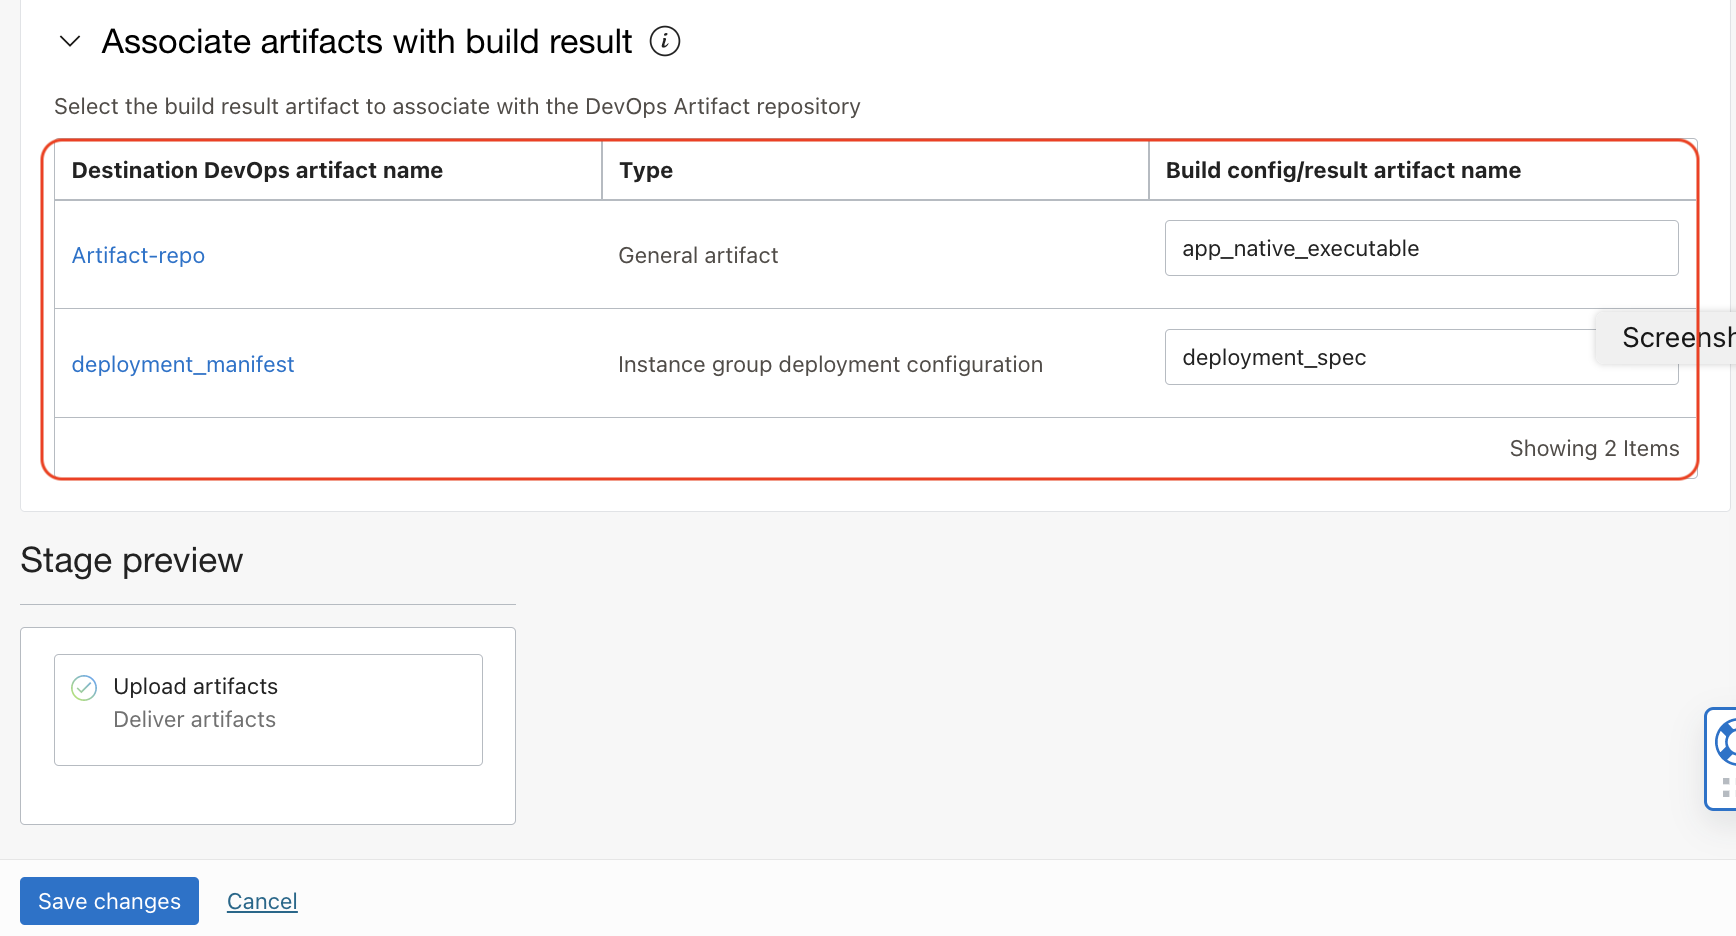 Associate artifacts with build result
Select the build result artifact to associate with the DevOps Artifact repository
Destination DevOps artifact name Type Build config/result artifact name
Artifact-repo General artifact app_native_executable
deployment_manifest Instance group deployment configuration deployment_spec
Showing 2 Items
Stage preview
Upload artifacts
Deliver artifacts
Save changes Cancel